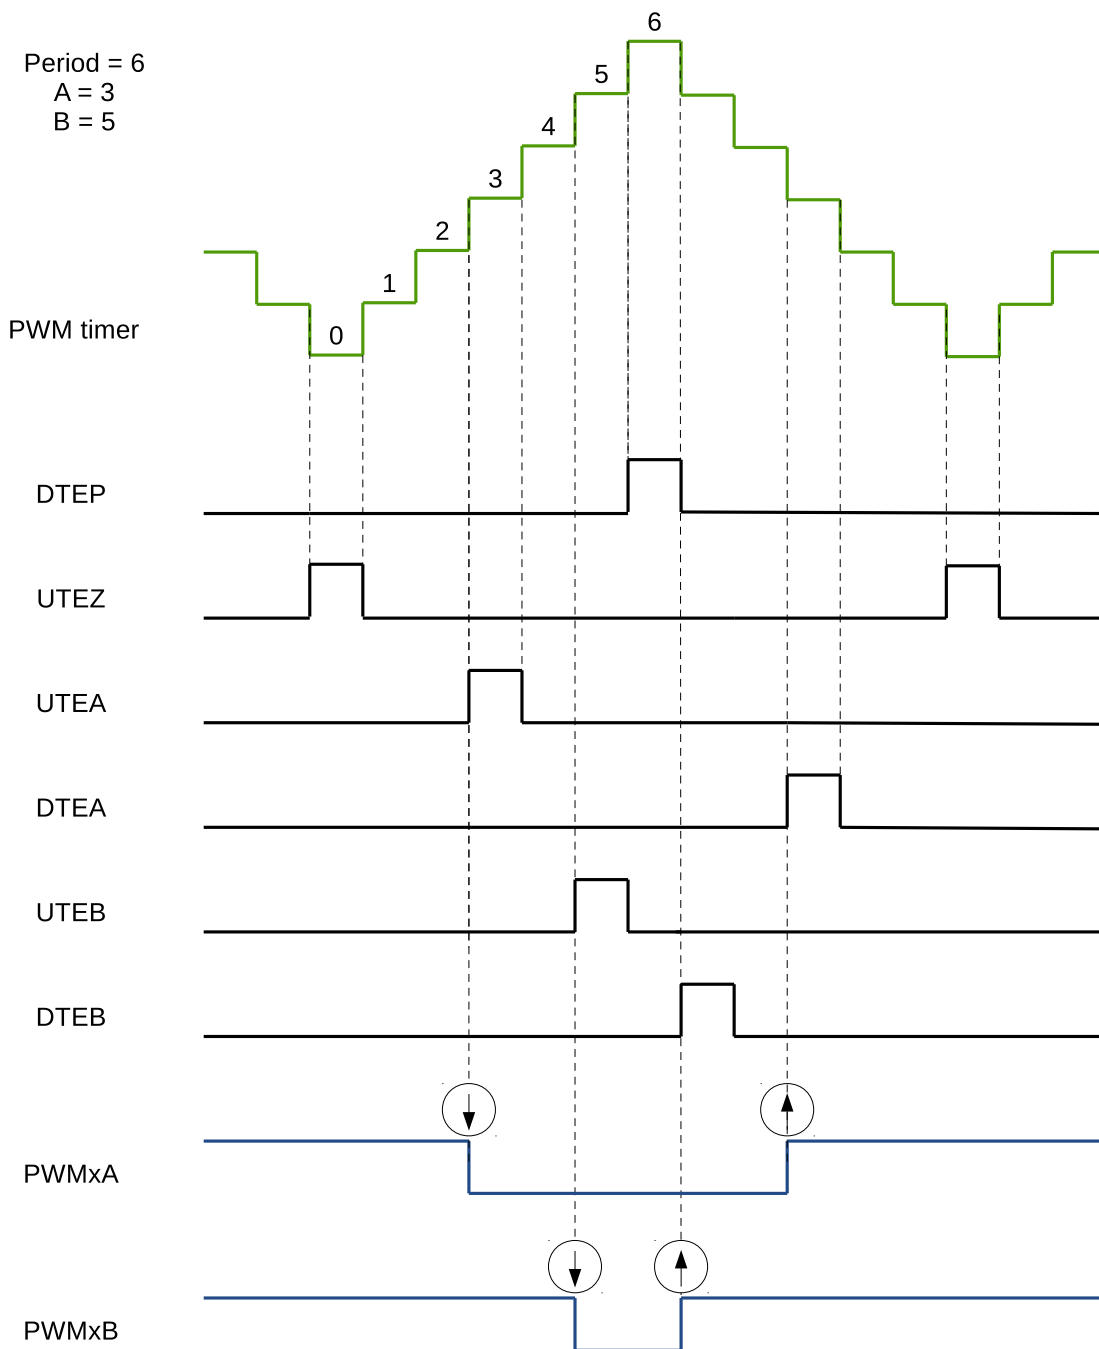 6
Period = 6
A = 3
B = 5
5
4
3
2
1
0
PWM timer
DTEP
UTEZ
UTEA
DTEA
UTEB
DTEB
PWMxA
PWMxB